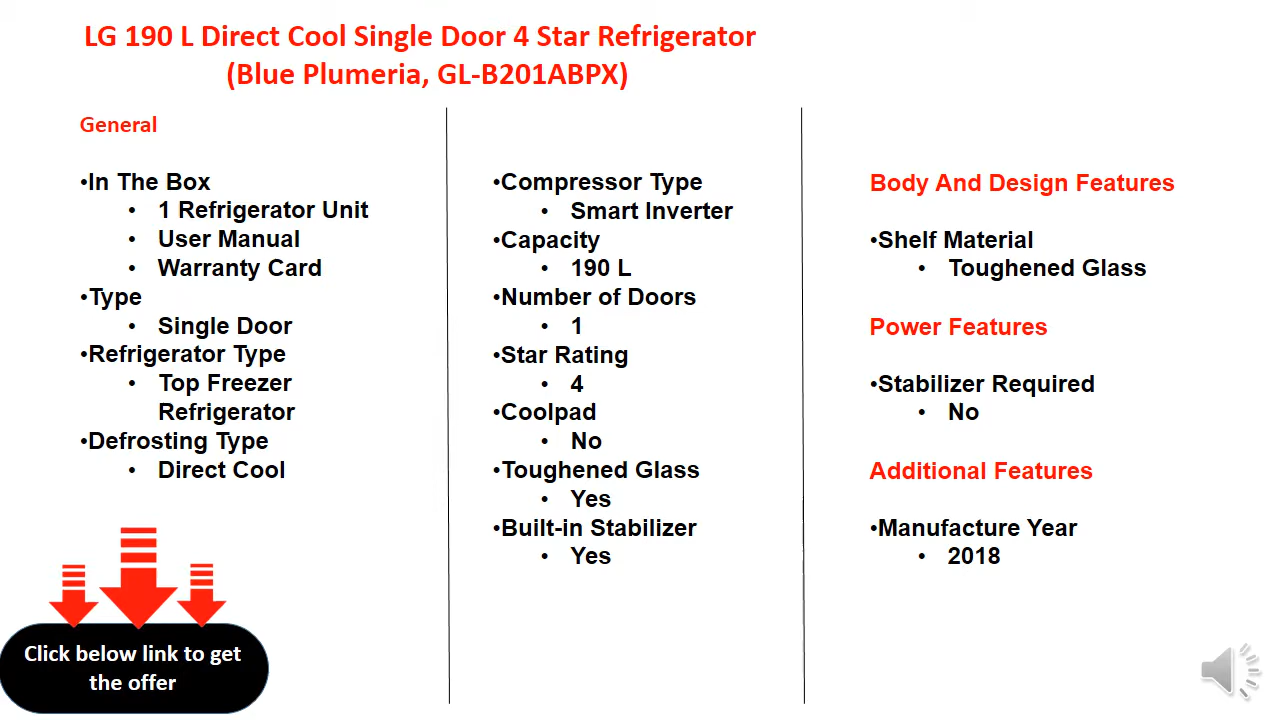 LG 190 L Direct Cool Single Door 4 Star Refrigerator
(Blue Plumeria, GL-B201ABPX)
General
•In The Box
• 1 Refrigerator Unit
• User Manual
• Warranty Card
•Type
• Single Door
•Refrigerator Type
• Top Freezer
Refrigerator
•Defrosting Type
• Direct Cool
Click below link to get
the offer
•Compressor Type
• Smart Inverter
•Capacity
• 190 L
•Number of Doors
• 1
•Star Rating
• 4
•Coolpad
• No
•Toughened Glass
• Yes
•Built-in Stabilizer
• Yes
Body And Design Features
•Shelf Material
• Toughened Glass
Power Features
•Stabilizer Required
• No
Additional Features
•Manufacture Year
• 2018